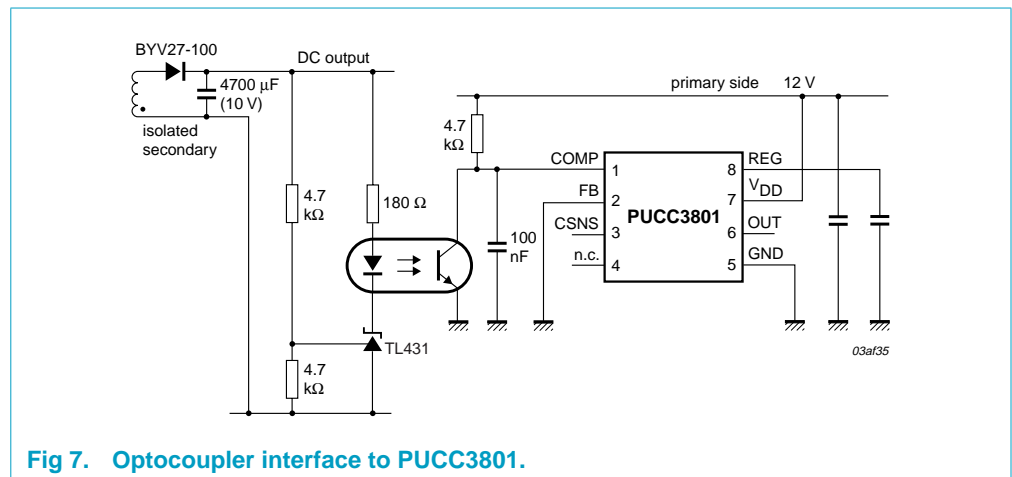 BYV27-100
DC output
4700 μF
(10 V)
isolated
secondary
primary side 12 V
4.7
kΩ
COMP
1
FB
2
CSNS
3
n.c.
4
PUCC3801
8
REG
7
VDD
6
OUT
5
GND
4.7
kΩ
180 Ω
100
nF
TL431
4.7
kΩ
03af35
Fig 7. Optocoupler interface to PUCC3801.